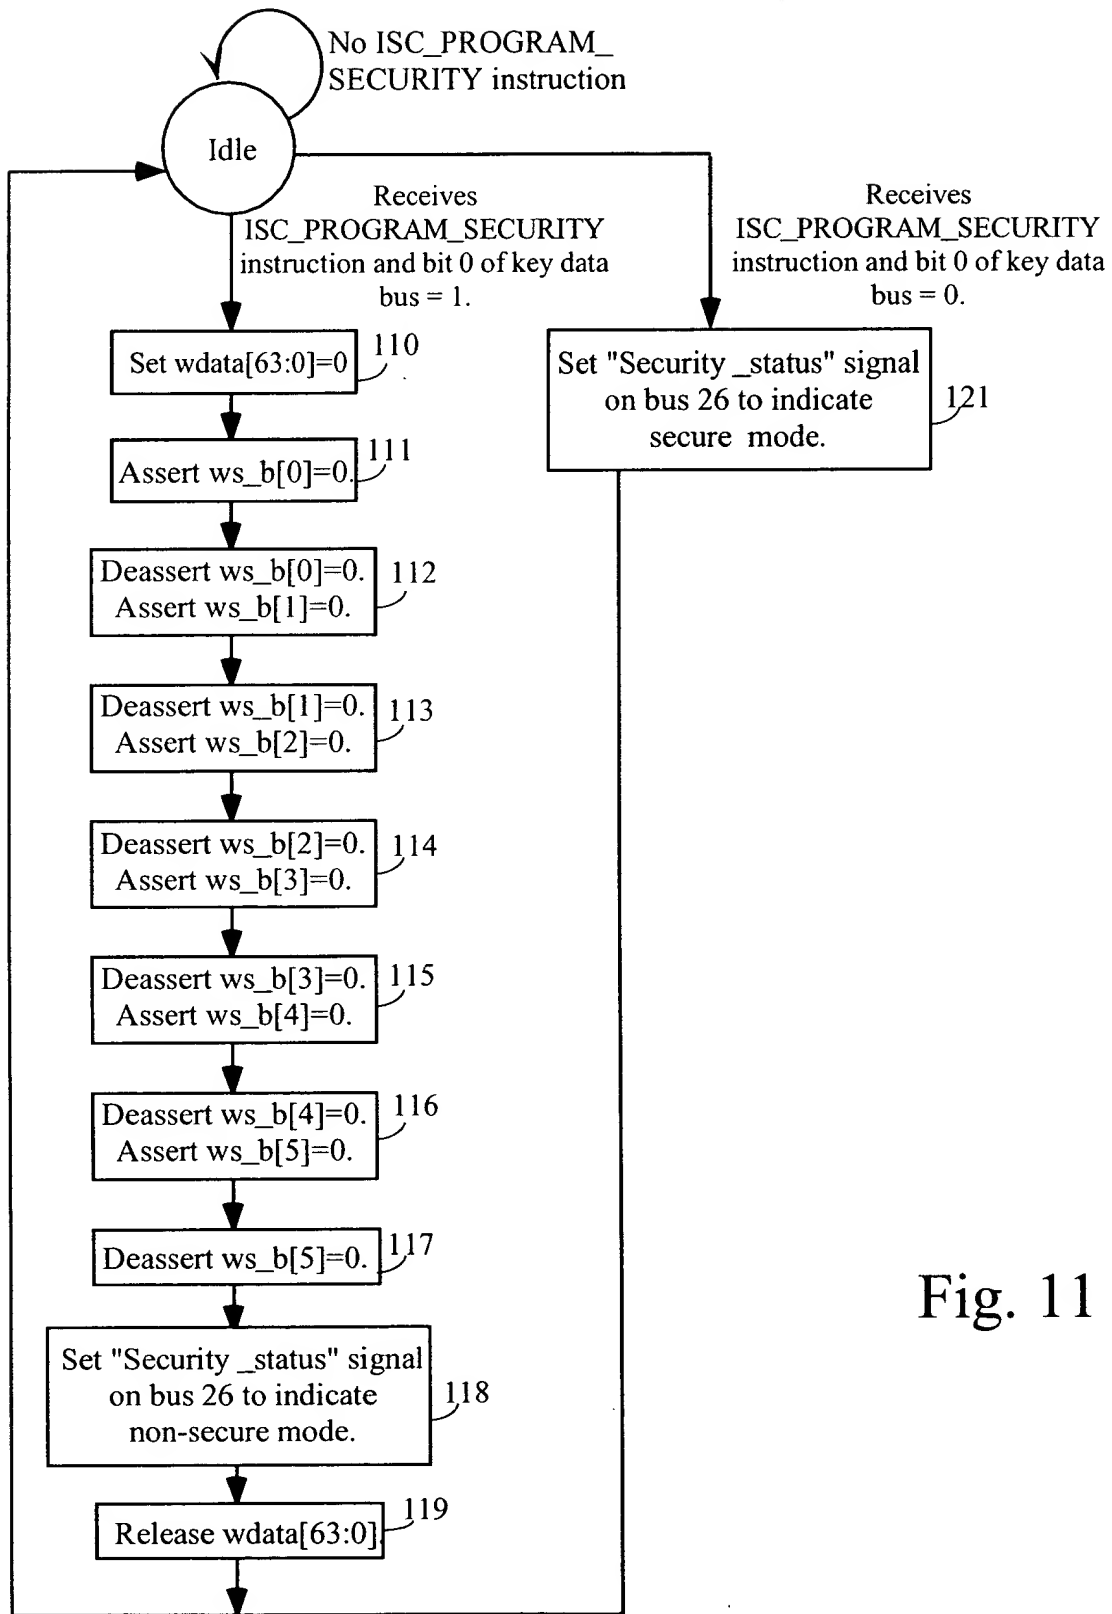 No ISC_PROGRAM_
SECURITY instruction
Idle
Receives
ISC_PROGRAM_SECURITY
instruction and bit 0 of key data
bus = 1.
Receives
ISC_PROGRAM_SECURITY
instruction and bit 0 of key data
bus = 0.
Set wdata[63:0]=0
110
Set "Security _status" signal
on bus 26 to indicate
secure mode.
121
Assert ws_b[0]=0.
111
Deassert ws_b[0]=0.
Assert ws_b[1]=0.
112
Deassert ws_b[1]=0.
Assert ws_b[2]=0.
113
Deassert ws_b[2]=0.
Assert ws_b[3]=0.
114
Deassert ws_b[3]=0.
Assert ws_b[4]=0.
115
Deassert ws_b[4]=0.
Assert ws_b[5]=0.
116
Deassert ws_b[5]=0.
117
Set "Security _status" signal
on bus 26 to indicate
non-secure mode.
118
Release wdata[63:0]
119
Fig. 11